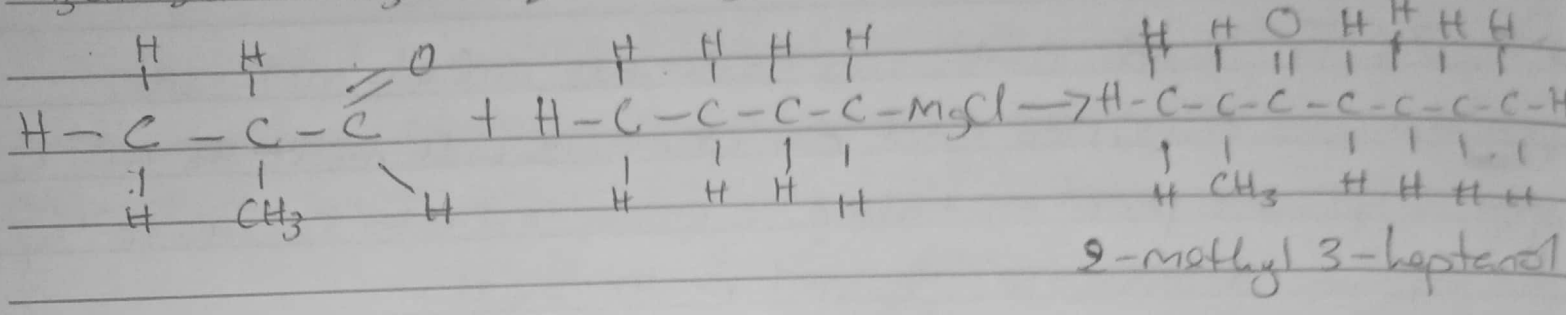 H H O H H H H H H O H H H H
H - C - C - C + H - C - C - C - C - MgCl → H - C - C - C - C - C - C - C - H
H CH3 H H H H H H CH3 H H H H
2-methyl 3-heptanol